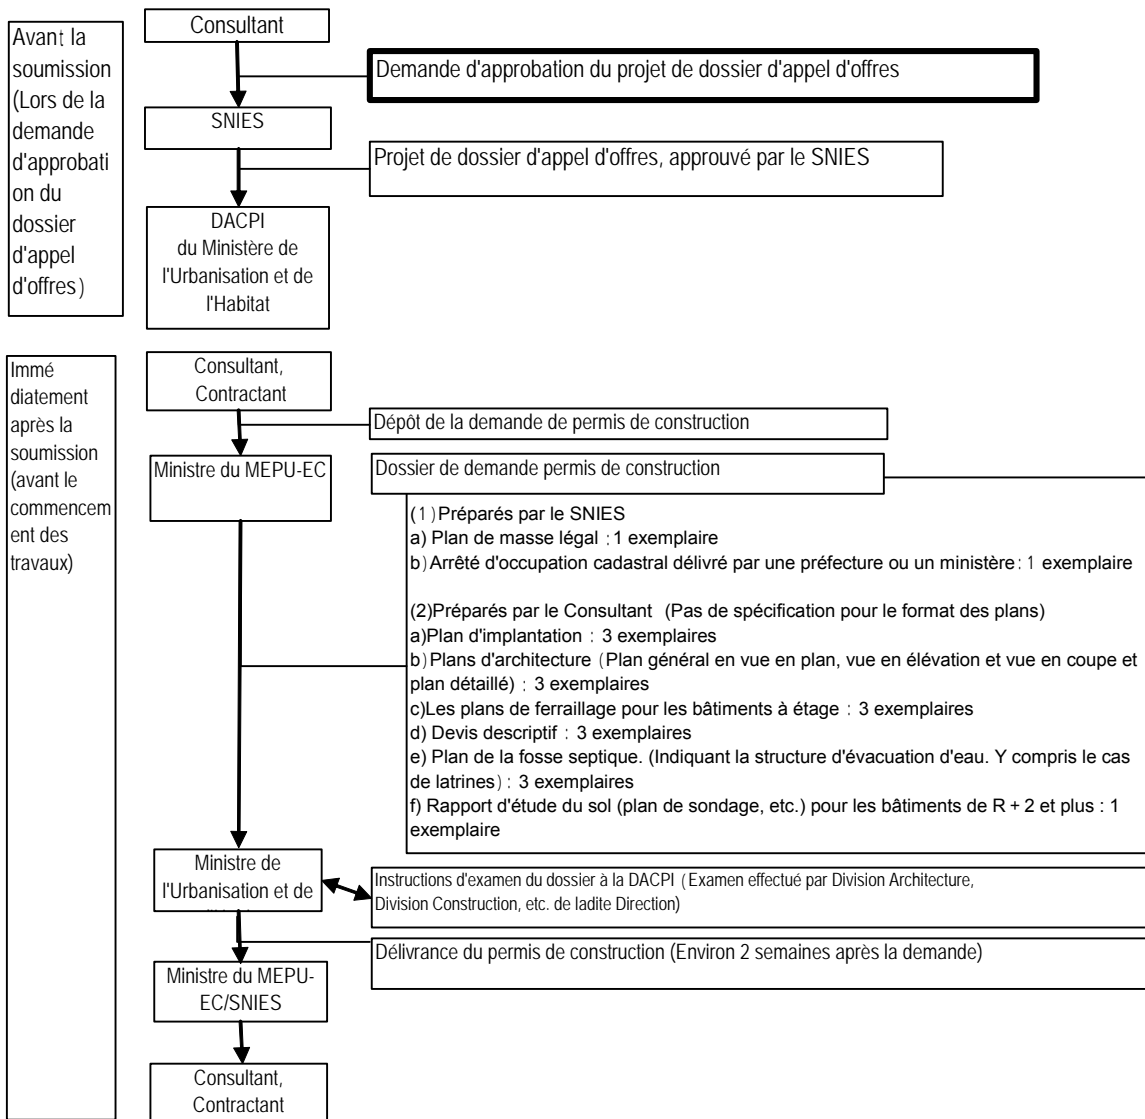 Avant la
soumission
(Lors de la
demande
d'approbati
on du
dossier
d'appel
d'offres)
Consultant
Demande d'approbation du projet de dossier d'appel d'offres
SNIES
Projet de dossier d'appel d'offres, approuvé par le SNIES
DACPI
du Ministère de
l'Urbanisation et de
l'Habitat
Immé
diatement
après la
soumission
(avant le
commencem
ent des
travaux)
Consultant,
Contractant
Dépôt de la demande de permis de construction
Ministre du MEPU-EC
Dossier de demande permis de construction
(1)Préparés par le SNIES
a) Plan de masse légal : 1 exemplaire
b)Arrêté d'occupation cadastral délivré par une préfecture ou un ministère: 1 exemplaire
(2)Préparés par le Consultant (Pas de spécification pour le format des plans)
a)Plan d'implantation : 3 exemplaires
b)Plans d'architecture (Plan général en vue en plan, vue en élévation et vue en coupe et
plan détaillé) : 3 exemplaires
c)Les plans de ferraillage pour les bâtiments à étage : 3 exemplaires
d) Devis descriptif : 3 exemplaires
e) Plan de la fosse septique. (Indiquant la structure d'évacuation d'eau. Y compris le cas
de latrines) : 3 exemplaires
f) Rapport d'étude du sol (plan de sondage, etc.) pour les bâtiments de R + 2 et plus : 1
exemplaire
Ministre de
l'Urbanisation et de
Instructions d'examen du dossier à la DACPI (Examen effectué par Division Architecture,
Division Construction, etc. de ladite Direction)
Délivrance du permis de construction (Environ 2 semaines après la demande)
Ministre du MEPU-
EC/SNIES
Consultant,
Contractant